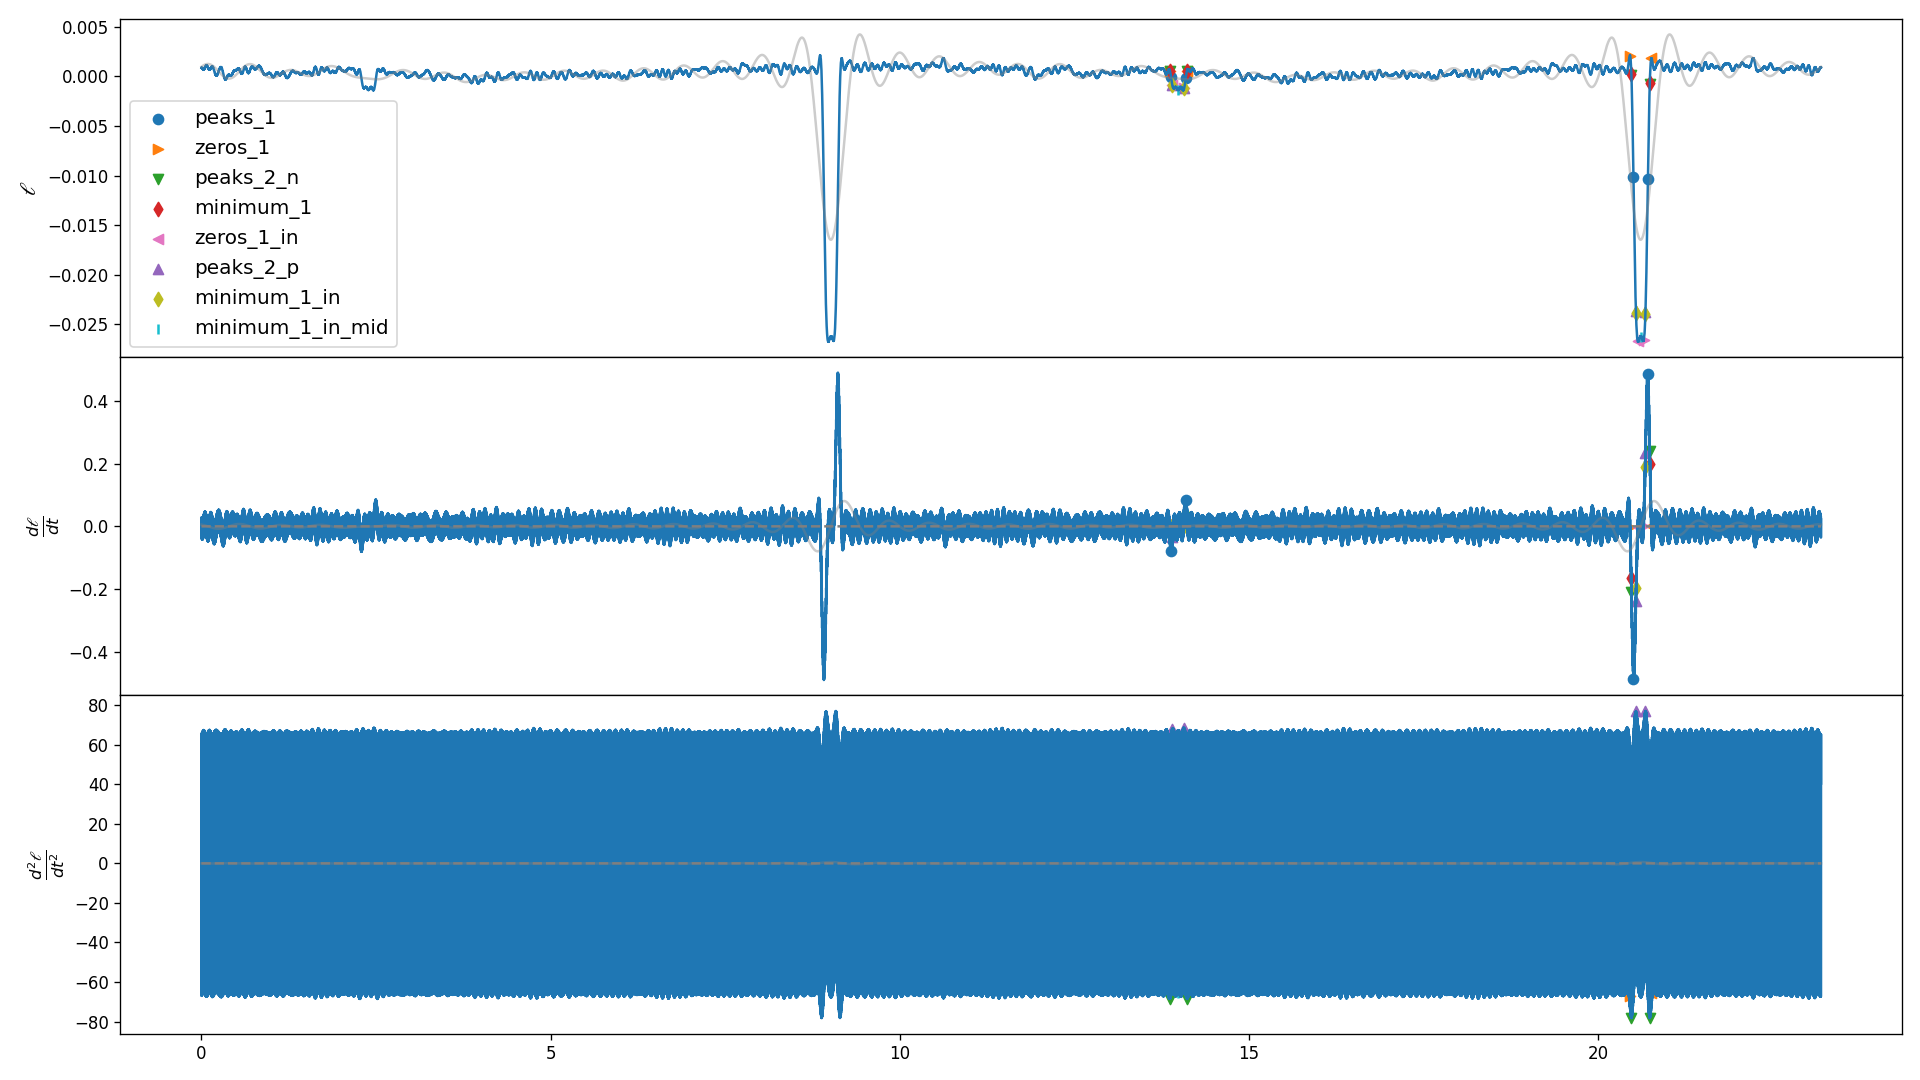 0.005
0.000
−0.005
−0.010
−0.015
−0.020
−0.025
ℓ
peaks_1
zeros_1
peaks_2_n
minimum_1
zeros_1_in
peaks_2_p
minimum_1_in
minimum_1_in_mid
0.4
0.2
0.0
−0.2
−0.4
dℓ
dt
80
60
40
20
0
−20
−40
−60
−80
d²ℓ
dt²
0 5 10 15 20